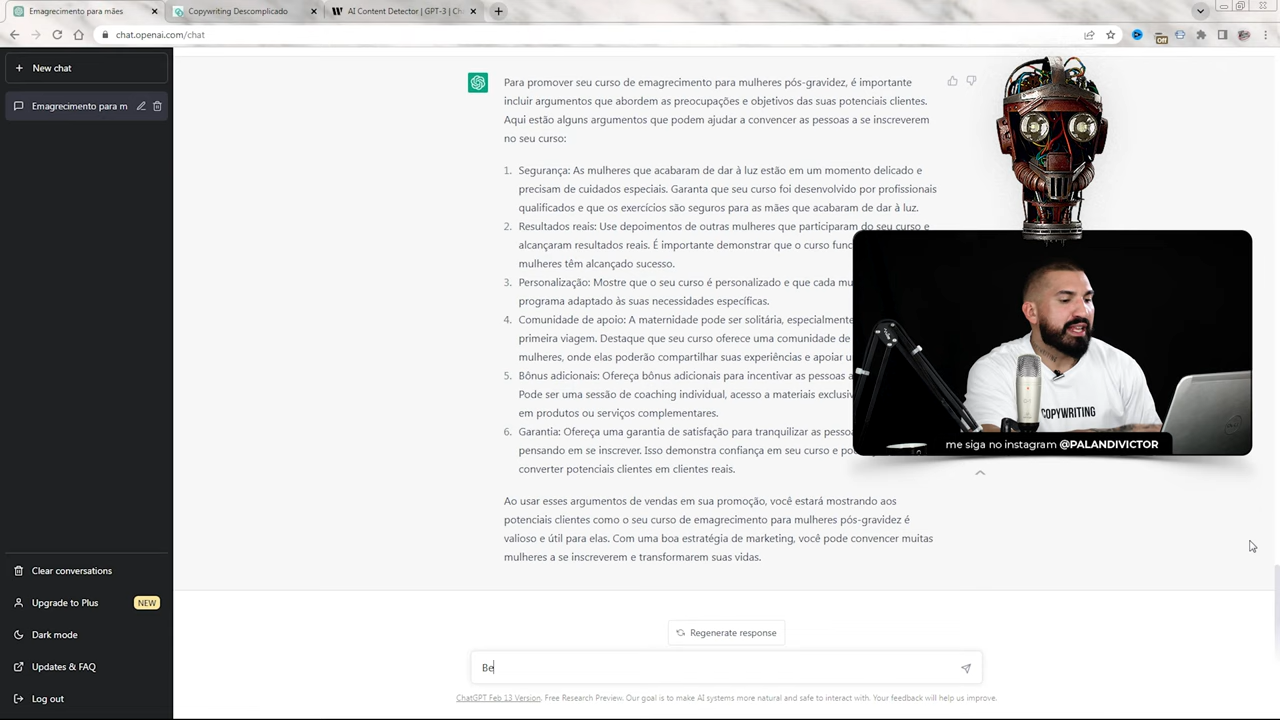 Emagrecimento para mães
Copywriting Descomplicado
AI Content Detector | GPT-3 | Ch
chat.openai.com/chat
Off
New chat
Emagrecimento para m
Para promover seu curso de emagrecimento para mulheres pós-gravidez, é importante
incluir argumentos que abordem as preocupações e objetivos das suas potenciais clientes.
Aqui estão alguns argumentos que podem ajudar a convencer as pessoas a se inscreverem
no seu curso:
1. Segurança: As mulheres que acabaram de dar à luz estão em um momento delicado e
precisam de cuidados especiais. Garanta que seu curso foi desenvolvido por profissionais
qualificados e que os exercícios são seguros para as mães que acabaram de dar à luz.
2. Resultados reais: Use depoimentos de outras mulheres que participaram do seu curso e
alcançaram resultados reais. É importante demonstrar que o curso func
mulheres têm alcançado sucesso.
3. Personalização: Mostre que o seu curso é personalizado e que cada mu
programa adaptado às suas necessidades específicas.
4. Comunidade de apoio: A maternidade pode ser solitária, especialmente
primeira viagem. Destaque que seu curso oferece uma comunidade de
mulheres, onde elas poderão compartilhar suas experiências e apoiar u
5. Bônus adicionais: Ofereça bônus adicionais para incentivar as pessoas a
Pode ser uma sessão de coaching individual, acesso a materiais exclusiv
em produtos ou serviços complementares.
6. Garantia: Ofereça uma garantia de satisfação para tranquilizar as pesso
pensando em se inscrever. Isso demonstra confiança em seu curso e po
converter potenciais clientes em clientes reais.
Ao usar esses argumentos de vendas em sua promoção, você estará mostrando aos
potenciais clientes como o seu curso de emagrecimento para mulheres pós-gravidez é
valioso e útil para elas. Com uma boa estratégia de marketing, você pode convencer muitas
mulheres a se inscreverem e transformarem suas vidas.
COPYWRITING
me siga no instagram @PALANDIVICTOR
Clear conversations
Upgrade to Plus NEW
Dark mode
Updates & FAQ
Log out
Regenerate response
Be
ChatGPT Feb 13 Version. Free Research Preview. Our goal is to make AI systems more natural and safe to interact with. Your feedback will help us improve.